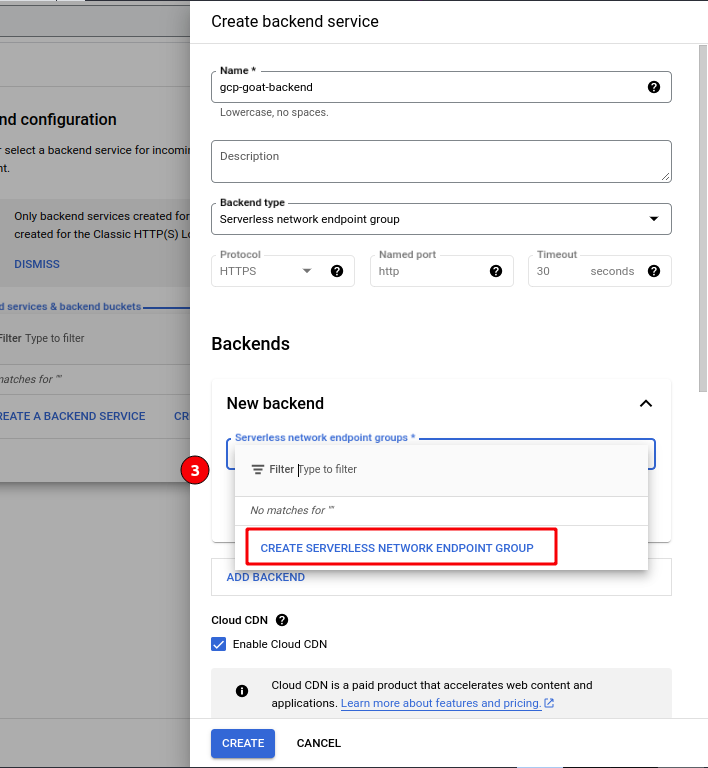 Create backend service
Name *
gcp-goat-backend
Lowercase, no spaces.
nd configuration
r select a backend service for incomin
nt.
Description
Only backend services created for
created for the Classic HTTP(S) Lo
DISMISS
Backend type
Serverless network endpoint group
Protocol
HTTPS
Named port
http
Timeout
30 seconds
d services & backend buckets
Filter Type to filter
matches for ""
REATE A BACKEND SERVICE CR
Backends
New backend
Serverless network endpoint groups *
3
Filter Type to filter
No matches for ""
CREATE SERVERLESS NETWORK ENDPOINT GROUP
ADD BACKEND
Cloud CDN
Enable Cloud CDN
Cloud CDN is a paid product that accelerates web content and
applications. Learn more about features and pricing.
CREATE CANCEL